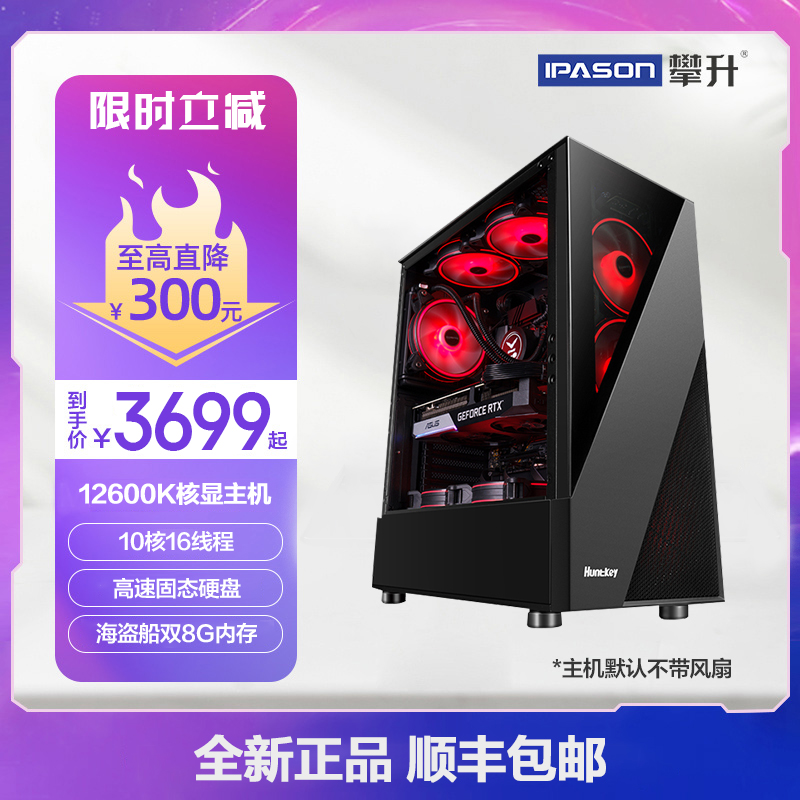 IPASON 攀升®
限时立减
至高直降
¥300元
到手价 ¥3699起
12600K核显主机
10核16线程
高速固态硬盘
海盗船双8G内存
ASUS
GEFORCE RTX
Huntkey
*主机默认不带风扇
全新正品 顺丰包邮